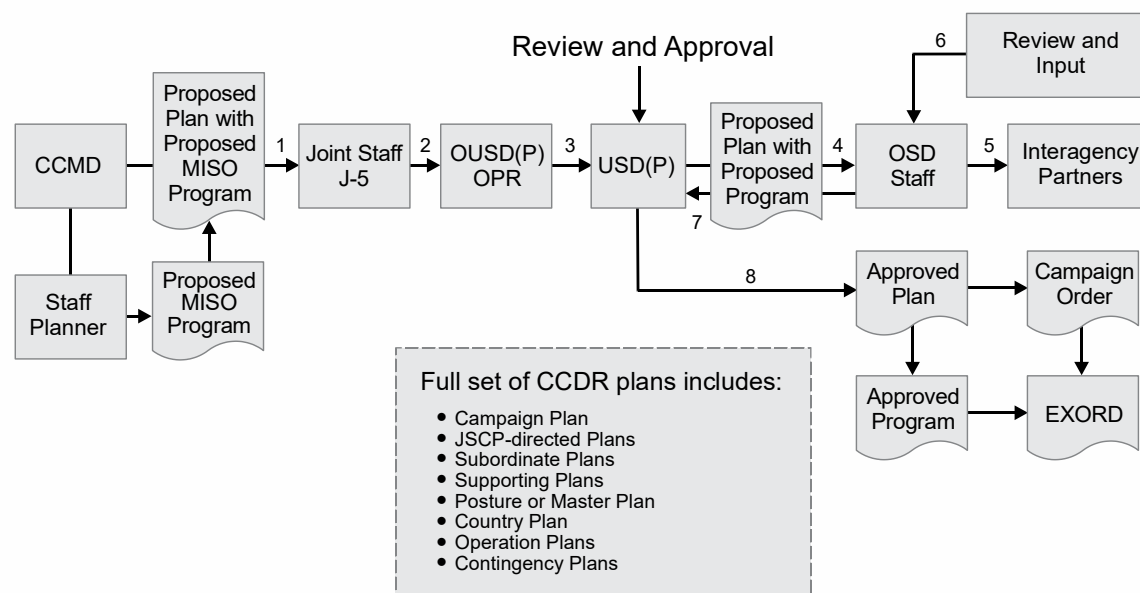 Review and Approval
6
Review and
Input
CCMD
Proposed
Plan with
Proposed
MISO
Program
1
Joint Staff
J-5
2
OUSD(P)
OPR
3
USD(P)
Proposed
Plan with
Proposed
Program
4
7
OSD
Staff
5
Interagency
Partners
Staff
Planner
Proposed
MISO
Program
8
Approved
Plan
Campaign
Order
Approved
Program
EXORD
Full set of CCDR plans includes:
• Campaign Plan
• JSCP-directed Plans
• Subordinate Plans
• Supporting Plans
• Posture or Master Plan
• Country Plan
• Operation Plans
• Contingency Plans